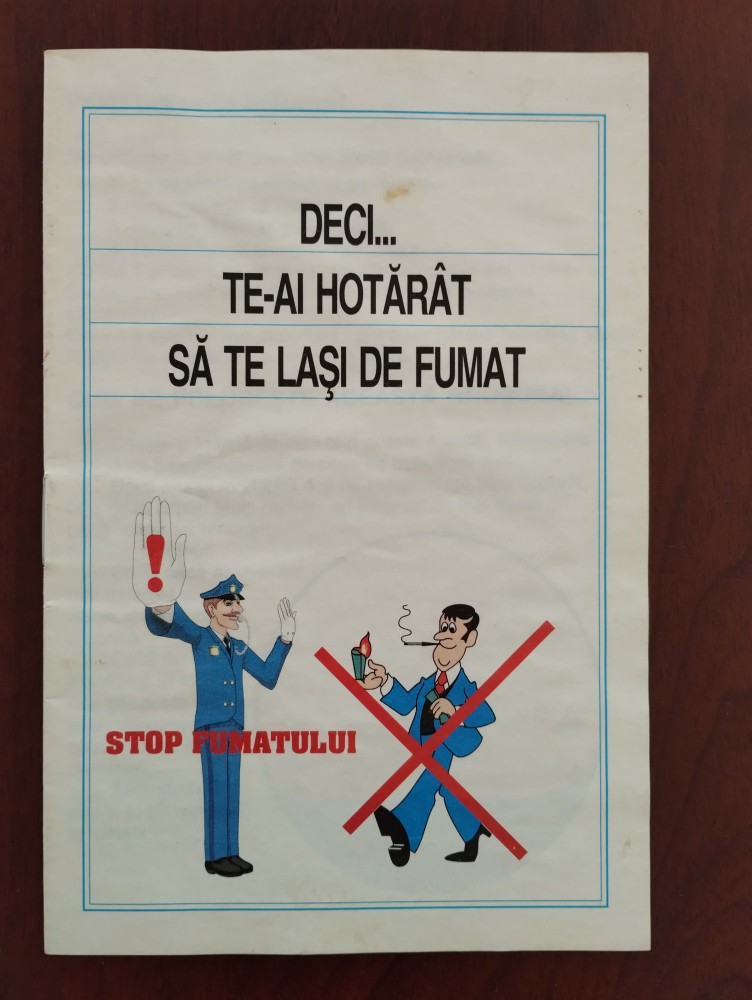 DECI...
TE-AI HOTĂRÂT
SĂ TE LAŞI DE FUMAT
!
STOP FUMATULUI